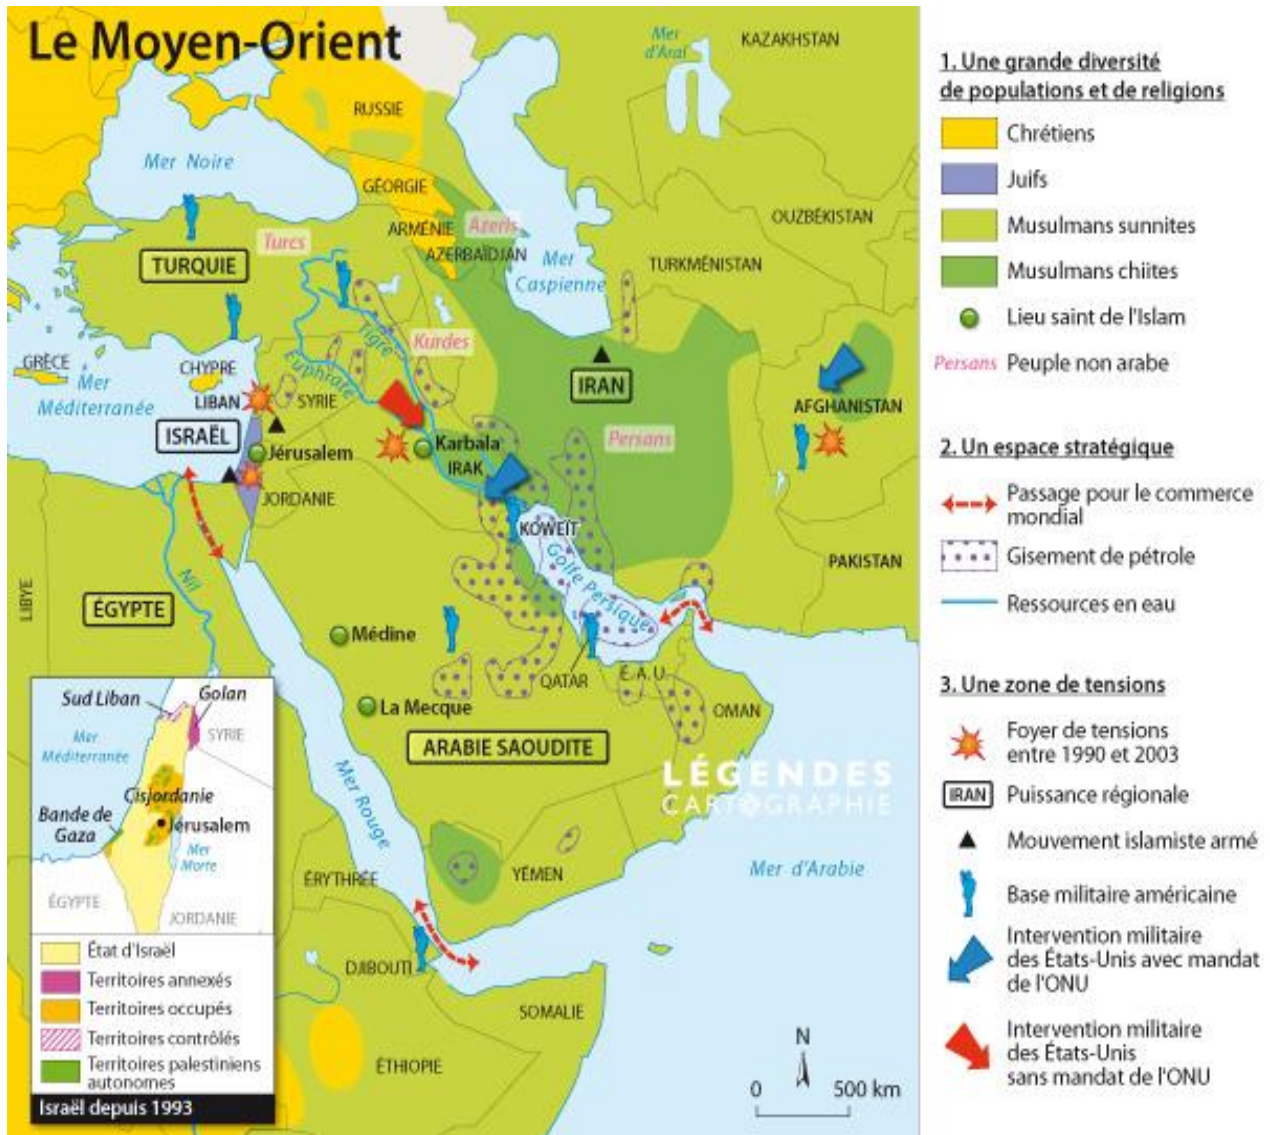 Le Moyen-Orient
Mer
d'Aral
KAZAKHSTAN
RUSSIE
Mer Noire
GÉORGIE
OUZBÉKISTAN
ARMÉNIE
Azeris
AZERBAÏDJAN
Turcs
TURQUIE
Mer
Caspienne
TURKMÉNISTAN
Tigre
Kurdes
Euphrate
GRÈCE
Mer
Méditerranée
CHYPRE
LIBAN
SYRIE
IRAN
AFGHANISTAN
ISRAËL
Jérusalem
Karbala
IRAK
Persans
JORDANIE
KOWEÏT
Golfe Persique
PAKISTAN
LIBYE
ÉGYPTE
Nil
Médine
La Mecque
QATAR
E. A. U.
OMAN
ARABIE SAOUDITE
LÉGENDES
CARTOGRAPHIE
Mer Rouge
ÉRYTHRÉE
YÉMEN
Mer d'Arabie
DJIBOUTI
SOMALIE
ÉTHIOPIE
N
0 500 km
Sud Liban
Golan
Mer
Méditerranée
SYRIE
Cisjordanie
Bande de
Gaza
Jérusalem
Mer
Morte
ÉGYPTE
JORDANIE
État d'Israël
Territoires annexés
Territoires occupés
Territoires contrôlés
Territoires palestiniens
autonomes
Israël depuis 1993
1. Une grande diversité
de populations et de religions
Chrétiens
Juifs
Musulmans sunnites
Musulmans chiites
Lieu saint de l'Islam
Persans Peuple non arabe
2. Un espace stratégique
Passage pour le commerce
mondial
Gisement de pétrole
Ressources en eau
3. Une zone de tensions
Foyer de tensions
entre 1990 et 2003
IRAN Puissance régionale
Mouvement islamiste armé
Base militaire américaine
Intervention militaire
des États-Unis avec mandat
de l'ONU
Intervention militaire
des États-Unis
sans mandat de l'ONU